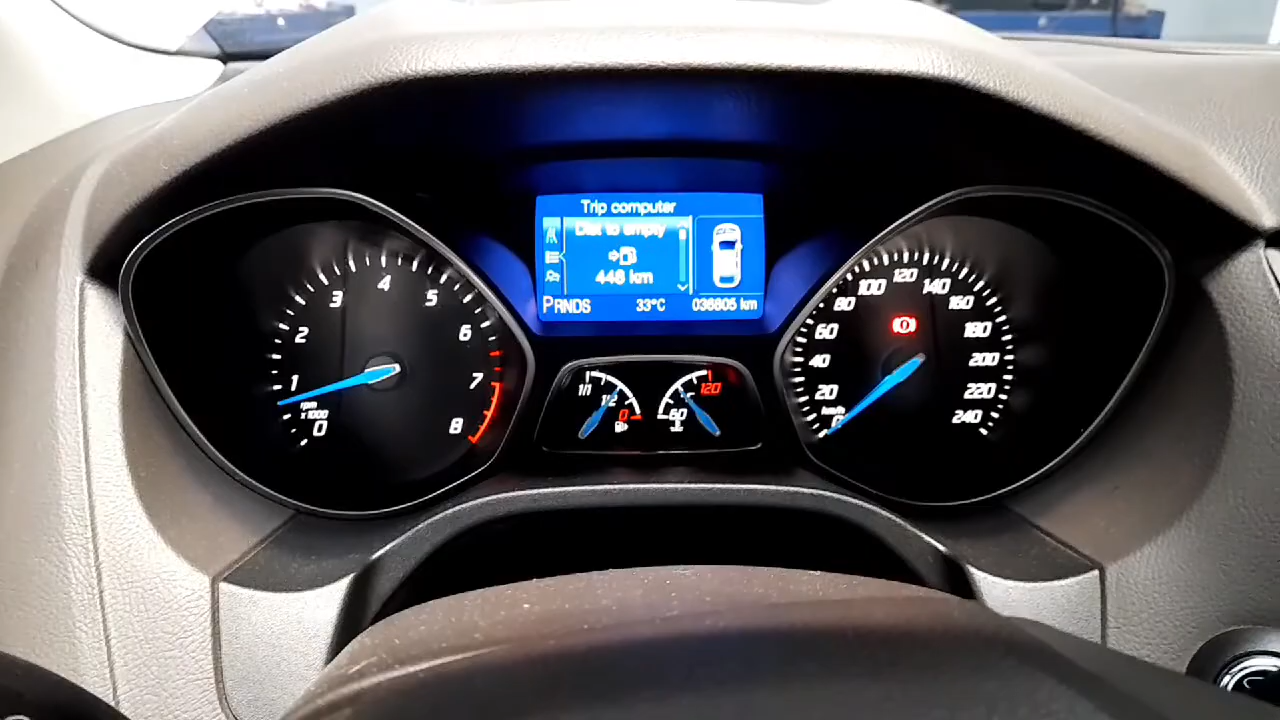 Trip computer
Dist to empty
448 km
PRNDS 33°C 036805 km
0 1 2 3 4 5 6 7 8
rpm
x1000
1/1 1/2 0
60 120
0 20 40 60 80 100 120 140 160 180 200 220 240
km/h